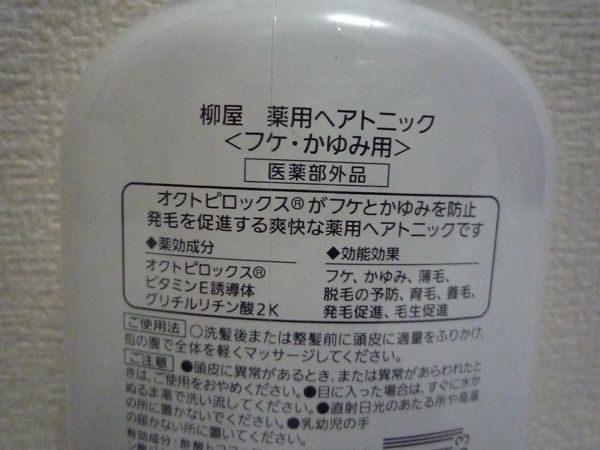 柳屋 薬用ヘアトニック
<フケ・かゆみ用>
医薬部外品
オクトピロックス®がフケとかゆみを防止
発毛を促進する爽快な薬用ヘアトニックです
◆薬効成分
オクトピロックス®
ビタミンE誘導体
グリチルリチン酸2K
◆効能効果
フケ、かゆみ、薄毛、
脱毛の予防、育毛、養毛、
発毛促進、毛生促進
ご使用法 ○洗髪後または整髪前に頭皮に適量をふりかけ、
指の腹で全体を軽くマッサージしてください。
ご注意 ●頭皮に異常があるとき、また異常があらわれたと
きは、ご使用をおやめください。●目に入った場合は、すぐに水か
ぬるま湯で洗い流してください。●直射日光のあたる所や高温
の所に置かないでください。●乳幼児の手
の届かない所に置いてください。
有効成分:酢酸トコフ